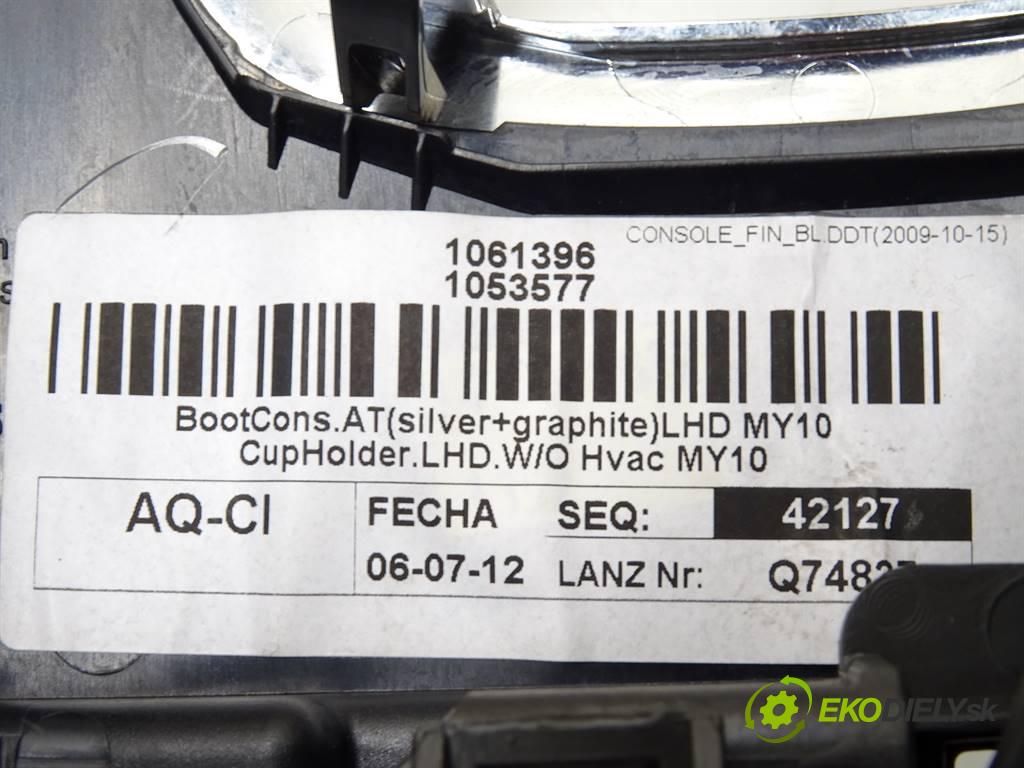 CONSOLE_FIN_BL.DDT(2009-10-15)
1061396
1053577
BootCons.AT(silver+graphite)LHD MY10
CupHolder.LHD.W/O Hvac MY10
AQ-CI
FECHA
SEQ:
42127
06-07-12
LANZ Nr:
EKODIELY.sk